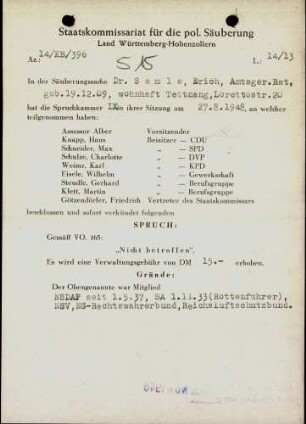 Staatskommissariat für die pol. Säuberung
Land Württemberg-Hohenzollern
Az.: 14/KB/396 L.: 14/13
S 15
In der Säuberungssache Dr. Semle, Erich, Amtsger.Rat,
geb.19.12.09, wohnhaft Tettnang, Lorettostr.20
hat die Spruchkammer IX in ihrer Sitzung am 27.8.1948, an welcher
teilgenommen haben:
Assessor Alber Vorsitzender
Knapp, Hans Beisitzer — CDU
Schneider, Max „ — SPD
Schulze, Charlotte „ — DVP
Weimz, Karl „ — KPD
Eisele, Wilhelm „ — Gewerkschaft
Steudle, Gerhard „ — Berufsgruppe
Klett, Martin „ — Berufsgruppe
Götzendörfer, Friedrich Vertreter des Staatskommissars
beschlossen und sofort verkündet folgenden
SPRUCH:
Gemäß VO. 165:
„Nicht betroffen".
Es wird eine Verwaltungsgebühr von DM 15.- erhoben.
Gründe:
Der Obengenannte war Mitglied
NSDAP seit 1.5.37, SA 1.11.33(Rottenfuhrer),
NSV, NS-Rechtswahrerbund, Reichsluftschutzbund.